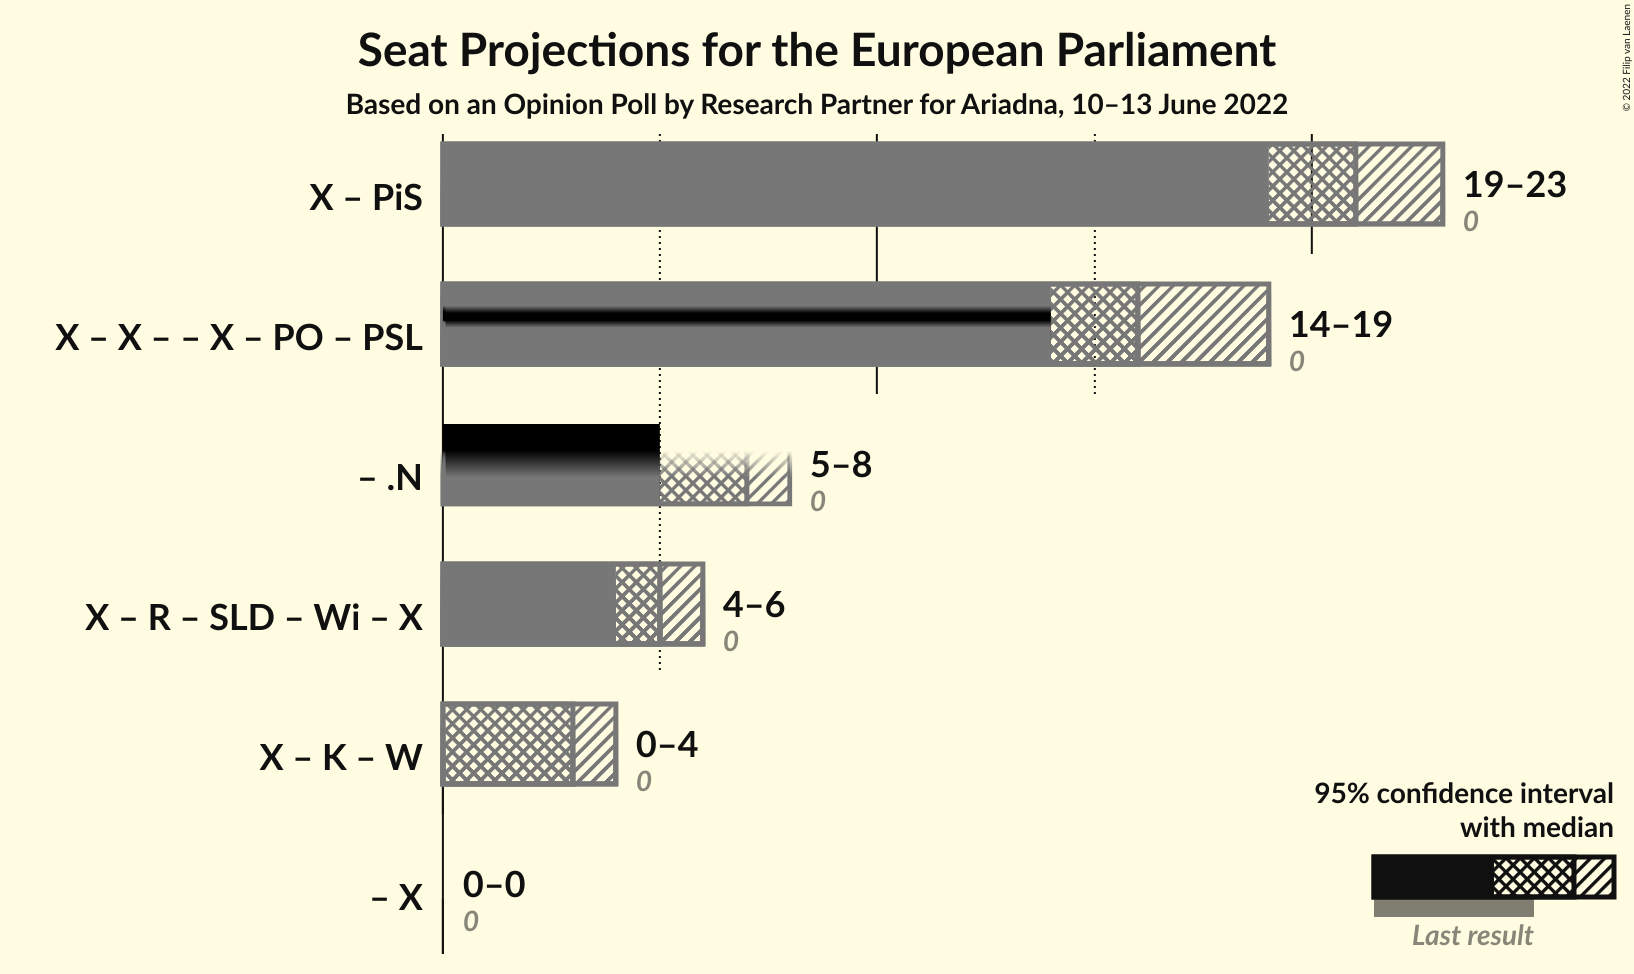 Seat Projections for the European Parliament
Based on an Opinion Poll by Research Partner for Ariadna, 10–13 June 2022
© 2022 Filip van Laenen
X – PiS
19–23
0
X – X – – X – PO – PSL
14–19
0
– .N
5–8
0
X – R – SLD – Wi – X
4–6
0
X – K – W
0–4
0
– X
0–0
0
95% confidence interval
with median
Last result